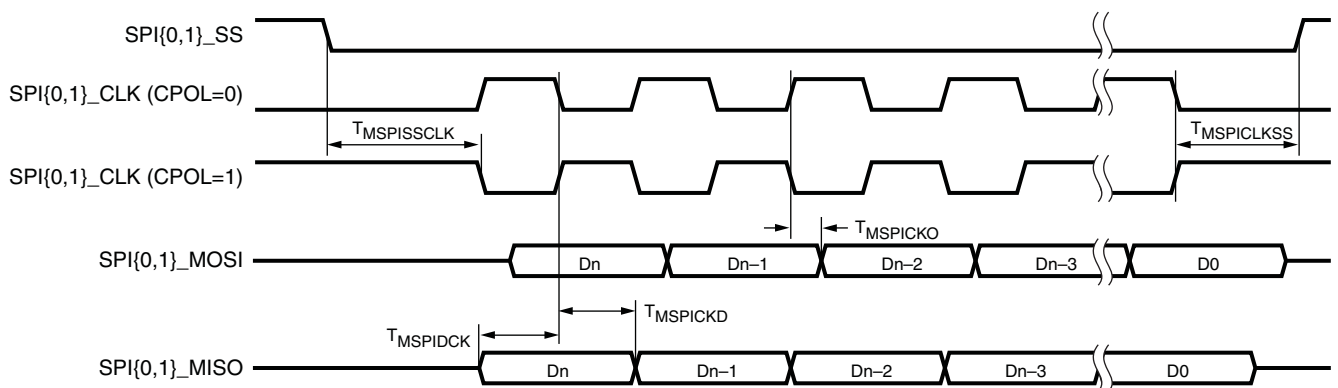 SPI{0,1}_SS
SPI{0,1}_CLK (CPOL=0)
TMSPISSCLK
TMSPICLKSS
SPI{0,1}_CLK (CPOL=1)
TMSPICKO
SPI{0,1}_MOSI
Dn Dn–1 Dn–2 Dn–3 D0
TMSPICKD
TMSPIDCK
SPI{0,1}_MISO
Dn Dn–1 Dn–2 Dn–3 D0